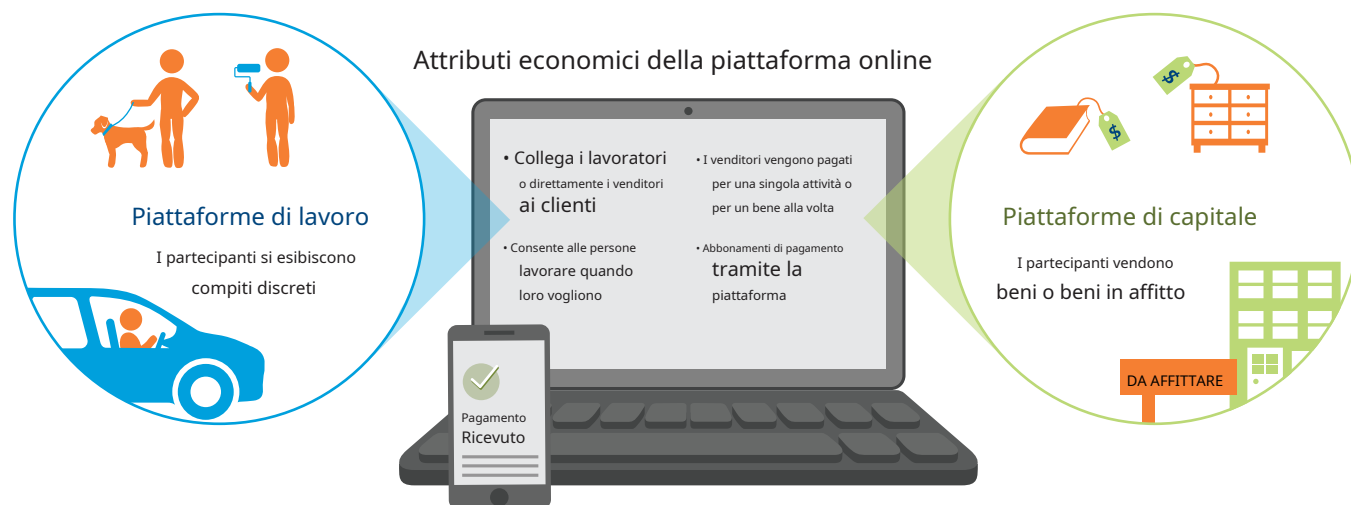 Attributi economici della piattaforma online
Piattaforme di lavoro
I partecipanti si esibiscono
compiti discreti
• Collega i lavoratori
o direttamente i venditori
ai clienti
• Consente alle persone
lavorare quando
loro vogliono
• I venditori vengono pagati
per una singola attività o
per un bene alla volta
• Abbonamenti di pagamento
tramite la
piattaforma
Pagamento
Ricevuto
Piattaforme di capitale
I partecipanti vendono
beni o beni in affitto
DA AFFITTARE
$
$